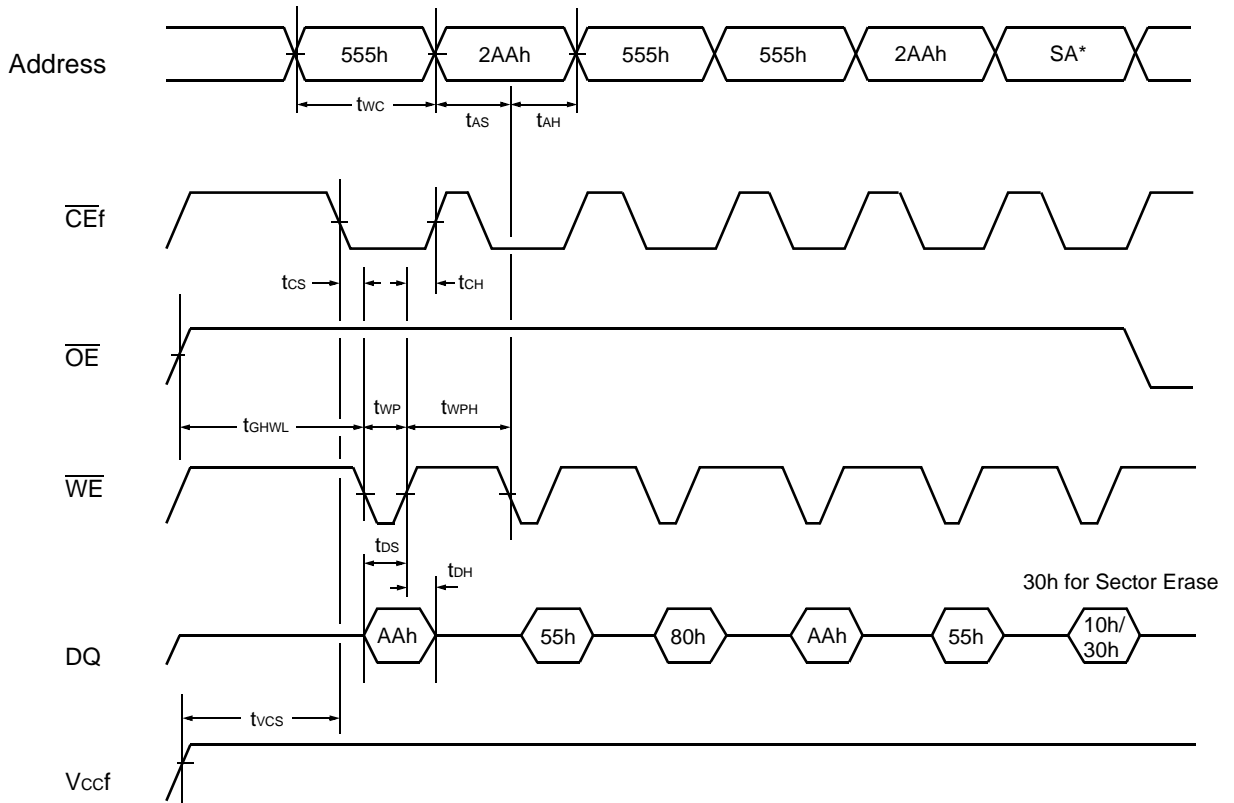 Address
555h 2AAh 555h 555h 2AAh SA*
tWC tAS tAH
CEf
tCS tCH
OE
tGHWL tWP tWPH
WE
tDS
tDH
30h for Sector Erase
DQ
AAh 55h 80h AAh 55h 10h/
30h
tVCS
VCCf